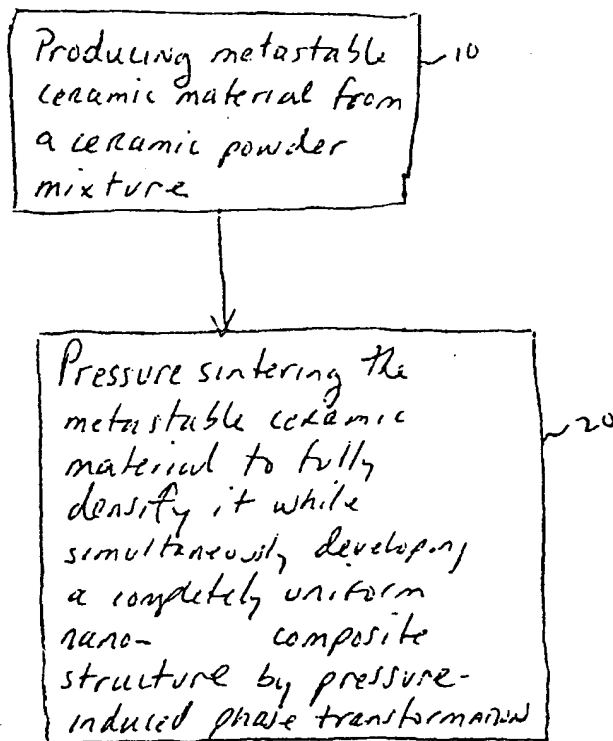 Producing metastable 10
ceramic material from
a ceramic powder
mixture
Pressure sintering the
metastable ceramic
material to fully 20
densify it while
simultaneously developing
a completely uniform
nano- composite
structure by pressure-
induced phase transformation